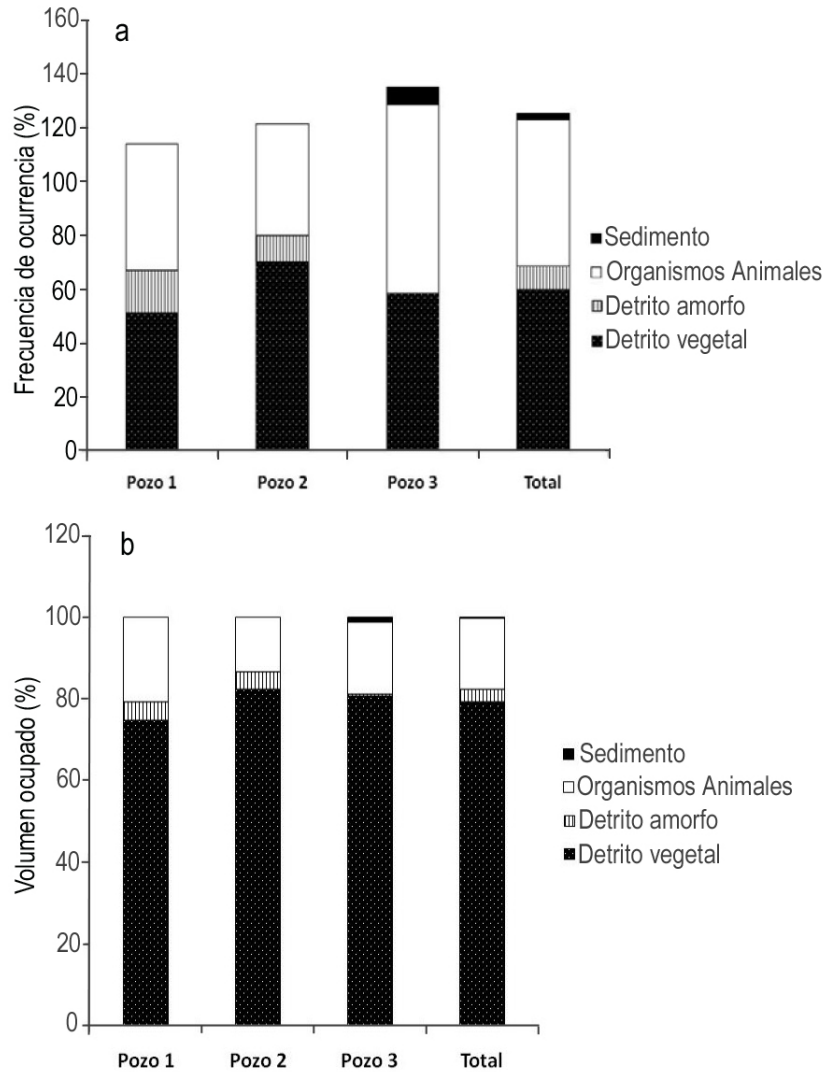 a
Frecuencia de ocurrencia (%)
160
140
120
100
80
60
40
20
0
Pozo 1 Pozo 2 Pozo 3 Total
Sedimento
Organismos Animales
Detrito amorfo
Detrito vegetal
b
Volumen ocupado (%)
120
100
80
60
40
20
0
Pozo 1 Pozo 2 Pozo 3 Total
Sedimento
Organismos Animales
Detrito amorfo
Detrito vegetal